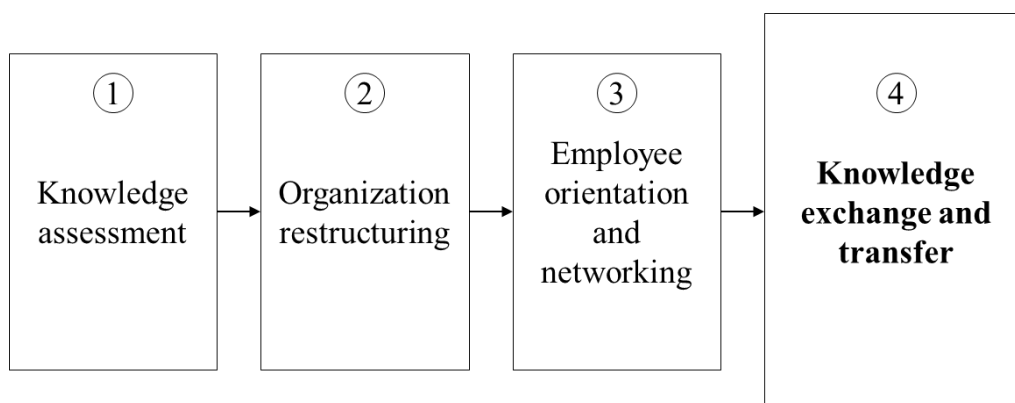 ①
Knowledge
assessment
②
Organization
restructuring
③
Employee
orientation
and
networking
④
Knowledge
exchange and
transfer